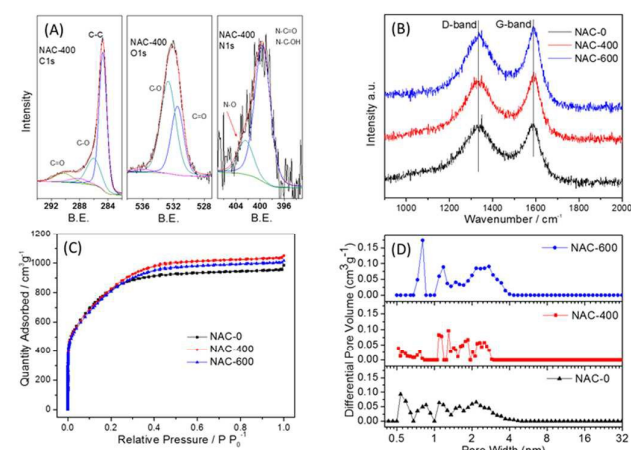 (A)
NAC-400
C1s
C-C
C-O
C=O
NAC-400
O1s
C-O
C=O
NAC-400
N1s
N-C=O
N-C-OH
N-O
Intensity
292 288 284
B.E.
536 532 528
B.E.
404 400 396
B.E.
(B)
D-band
G-band
NAC-0
NAC-400
NAC-600
Intensity a.u.
1000 1200 1400 1600 1800 2000
Wavenumber / cm-1
(C)
Quantity Adsorbed / cm3g-1
1200
1000
800
600
400
200
0
NAC-0
NAC-400
NAC-600
0.0 0.2 0.4 0.6 0.8 1.0
Relative Pressure / P P0-1
(D)
Differential Pore Volume (cm3g-1)
0.15
0.10
0.05
0.00
NAC-600
0.15
0.10
0.05
0.00
NAC-400
0.15
0.10
0.05
0.00
NAC-0
0.5 1 2 4 8 16 32
Pore Width (nm)